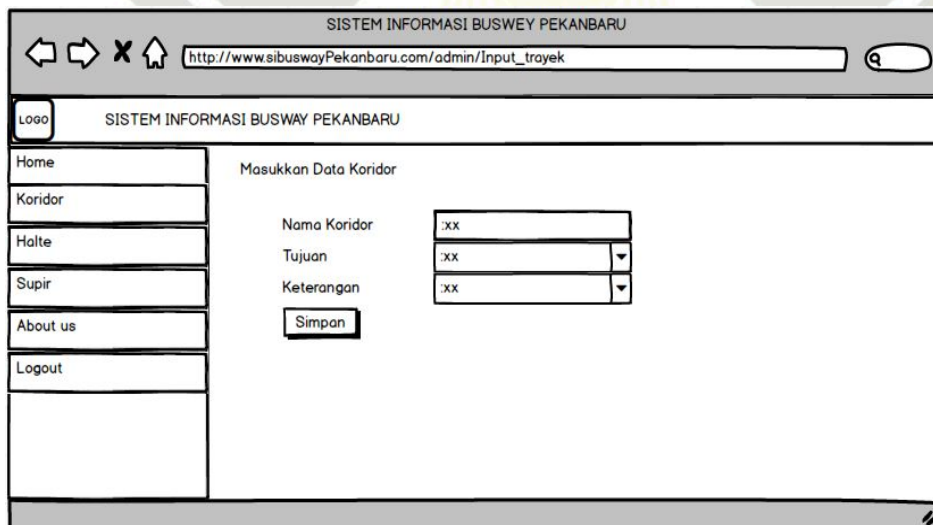 SISTEM INFORMASI BUSWEY PEKANBARU
http://www.sibuswayPekanbaru.com/admin/Input_trayek
LOGO
SISTEM INFORMASI BUSWAY PEKANBARU
Home
Koridor
Halte
Supir
About us
Logout
Masukkan Data Koridor
Nama Koridor :xx
Tujuan :xx
Keterangan :xx
Simpan